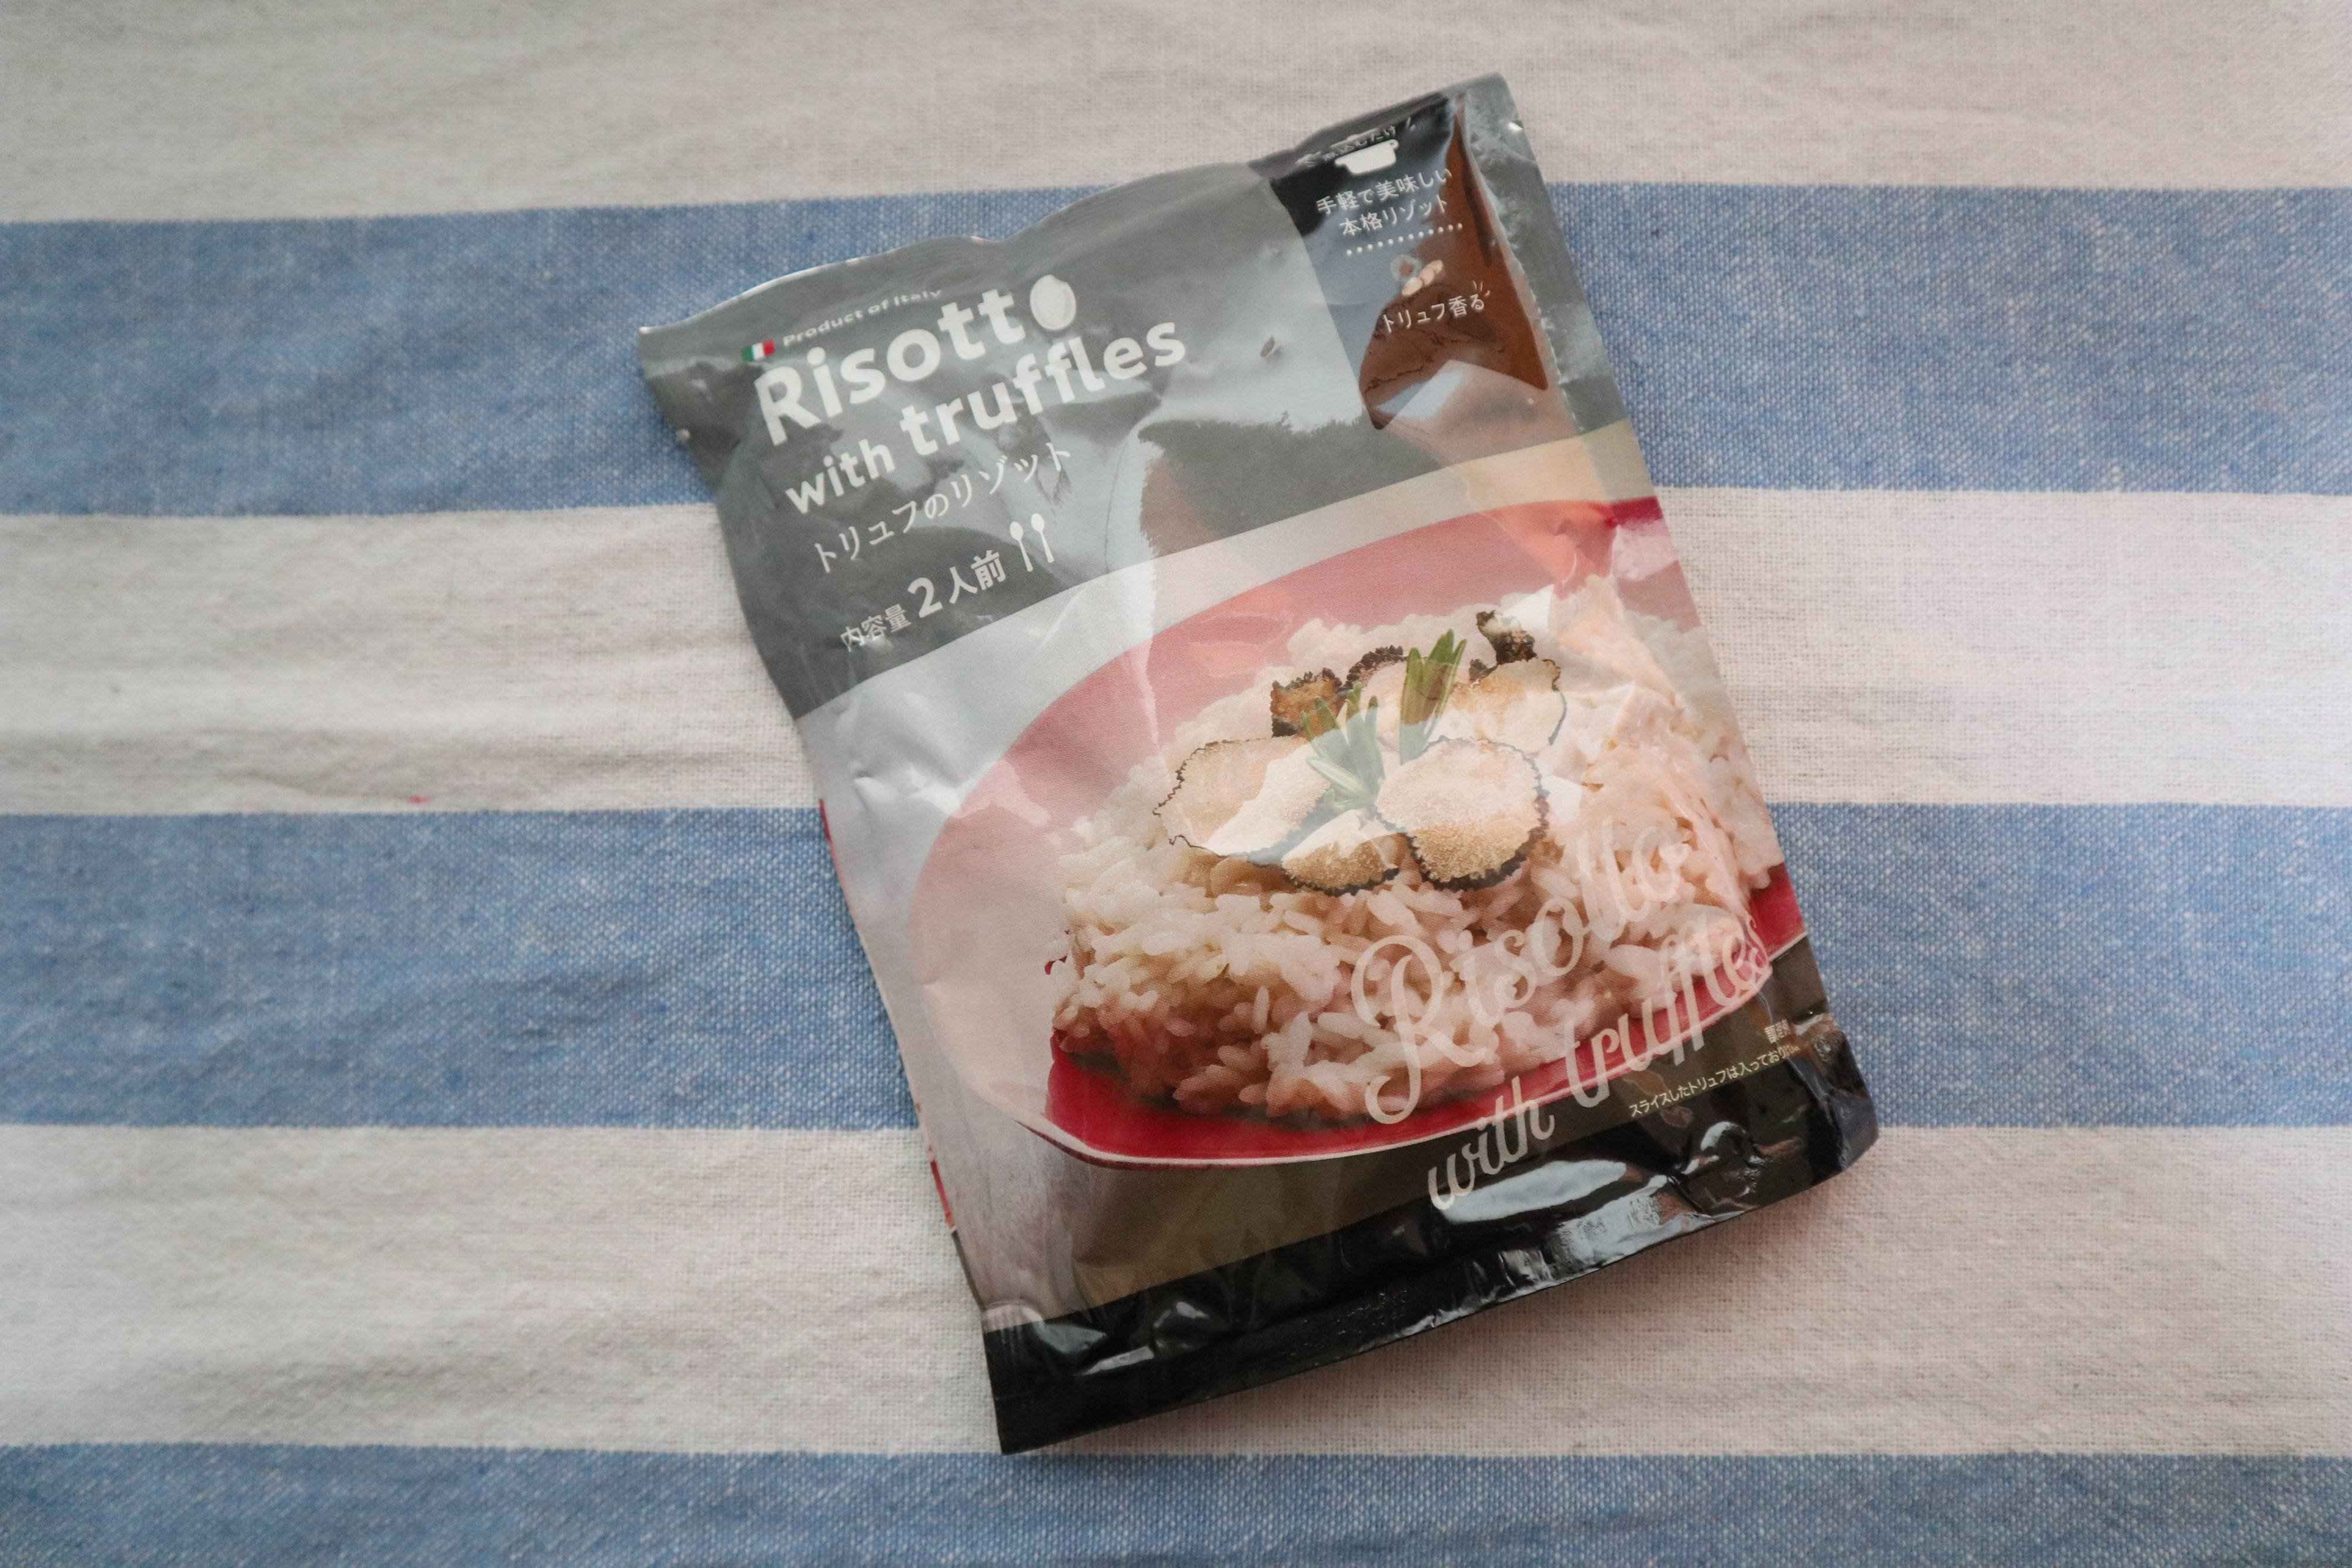 Product of Italy
Risotto
with truffles
トリュフのリゾット
内容量 2人前
手軽で美味しい
本格リゾット
トリュフ香る
Risotto
with truffles
スライスしたトリュフは入っており